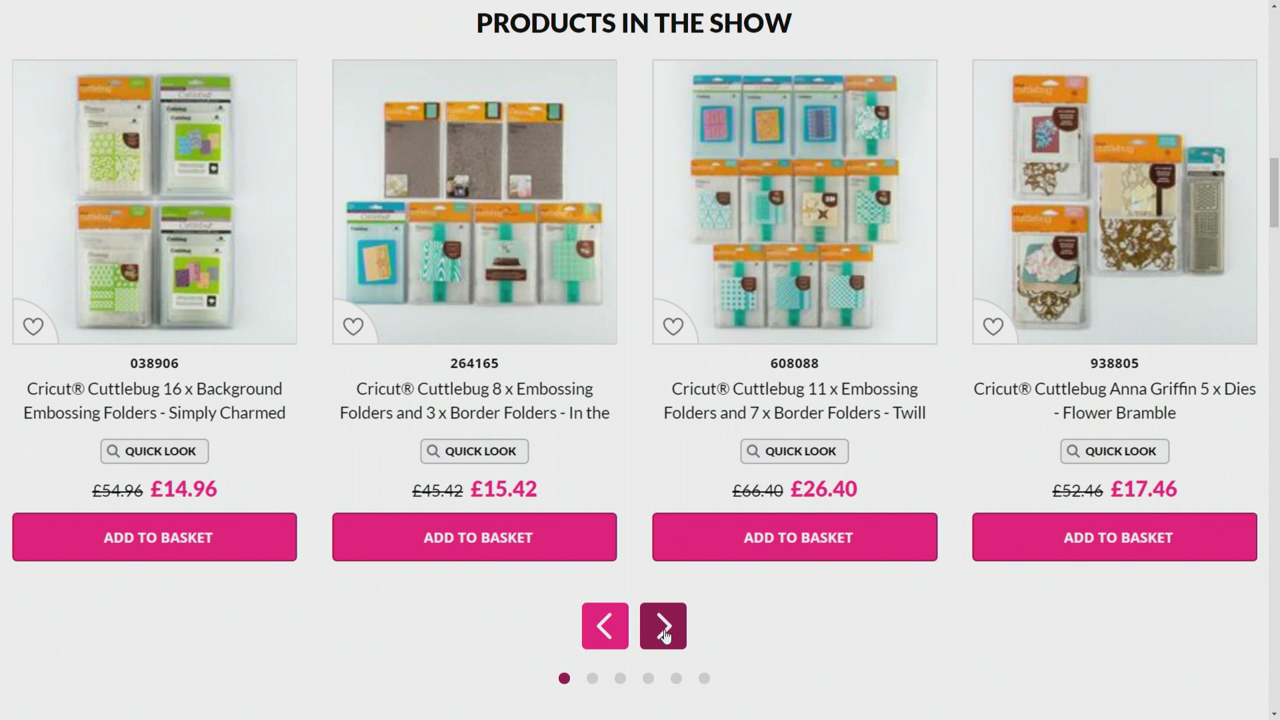 PRODUCTS IN THE SHOW
038906
Cricut® Cuttlebug 16 x Background
Embossing Folders - Simply Charmed
QUICK LOOK
£54.96 £14.96
ADD TO BASKET
264165
Cricut® Cuttlebug 8 x Embossing
Folders and 3 x Border Folders - In the
QUICK LOOK
£45.42 £15.42
ADD TO BASKET
608088
Cricut® Cuttlebug 11 x Embossing
Folders and 7 x Border Folders - Twill
QUICK LOOK
£66.40 £26.40
ADD TO BASKET
938805
Cricut® Cuttlebug Anna Griffin 5 x Dies
- Flower Bramble
QUICK LOOK
£52.46 £17.46
ADD TO BASKET